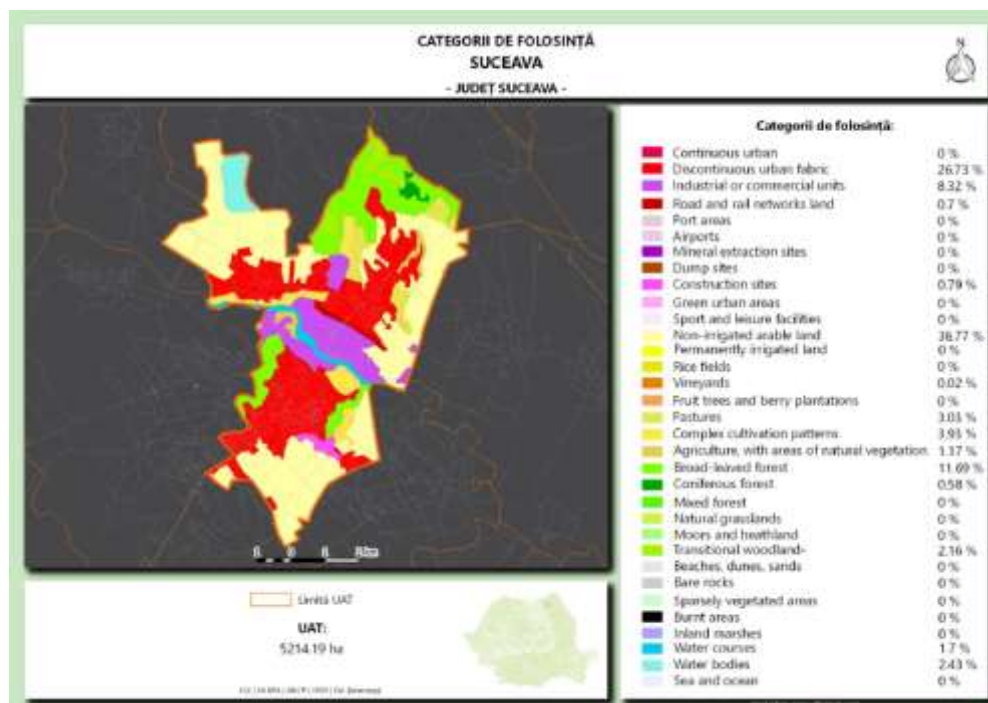 CATEGORII DE FOLOSINȚĂ
SUCEAVA
- JUDEȚ SUCEAVA -
N
Categorii de folosință:
Continuous urban 0 %
Discontinuous urban fabric 26.73 %
Industrial or commercial units 8.32 %
Road and rail networks land 0.7 %
Port areas 0 %
Airports 0 %
Mineral extraction sites 0 %
Dump sites 0 %
Construction sites 0.79 %
Green urban areas 0 %
Sport and leisure facilities 0 %
Non-irrigated arable land 36.77 %
Permanently irrigated land 0 %
Rice fields 0 %
Vineyards 0.02 %
Fruit trees and berry plantations 0 %
Pastures 3.03 %
Complex cultivation patterns 3.93 %
Agriculture, with areas of natural vegetation 1.17 %
Broad-leaved forest 11.69 %
Coniferous forest 0.58 %
Mixed forest 0 %
Natural grasslands 0 %
Moors and heathland 0 %
Transitional woodland- 2.16 %
Beaches, dunes, sands 0 %
Bare rocks 0 %
Sparsely vegetated areas 0 %
Burnt areas 0 %
Inland marshes 0 %
Water courses 1.7 %
Water bodies 2.43 %
Sea and ocean 0 %
Limită UAT
UAT:
5214.19 ha